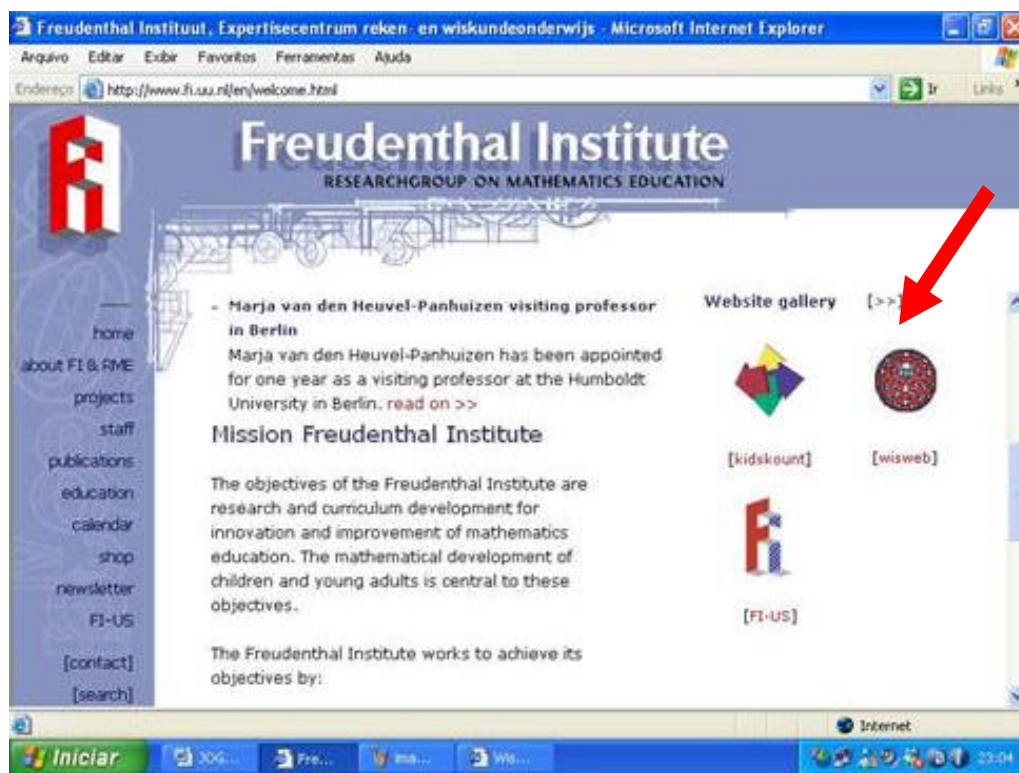 Freudenthal Instituut, Expertisecentrum reken- en wiskundeonderwijs - Microsoft Internet Explorer
Arquivo Editar Exibir Favoritos Ferramentas Ajuda
Endereço http://www.fi.uu.nl/en/welcome.html Ir Links
Freudenthal Institute
RESEARCHGROUP ON MATHEMATICS EDUCATION
home
about FI & RME
projects
staff
publications
education
calendar
shop
newsletter
FI-US
[contact]
[search]
- Marja van den Heuvel-Panhuizen visiting professor
in Berlin
Marja van den Heuvel-Panhuizen has been appointed
for one year as a visiting professor at the Humboldt
University in Berlin. read on >>
Mission Freudenthal Institute
The objectives of the Freudenthal Institute are
research and curriculum development for
innovation and improvement of mathematics
education. The mathematical development of
children and young adults is central to these
objectives.
The Freudenthal Institute works to achieve its
objectives by:
Website gallery [>>]
[kidskount] [wisweb]
[FI-US]
Internet
Iniciar JOG... Fre... ima... Wis... 23:04